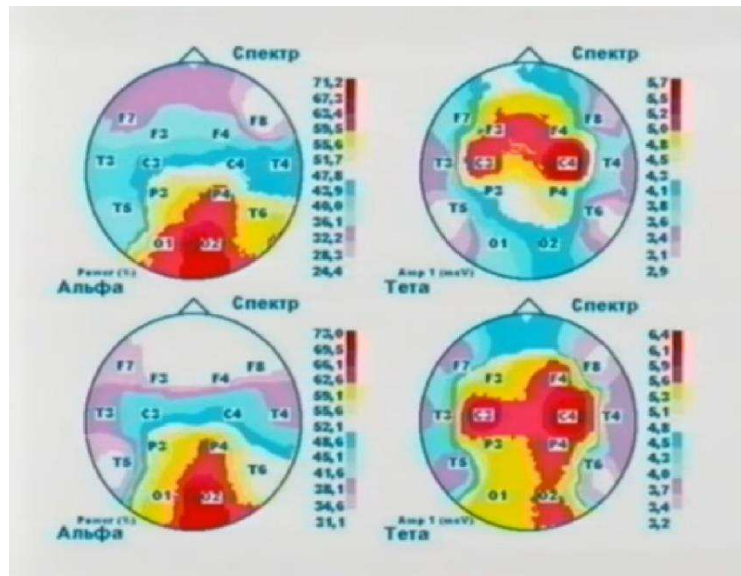 Спектр
71,2
67,3
63,4
59,5
55,6
51,7
47,8
43,9
40,0
36,1
32,2
28,3
24,4
F7 F8
F3 F4
T3 C3 C4 T4
P3 P4
T5 T6
O1 O2
Power (%)
Альфа
Спектр
5,7
5,5
5,2
5,0
4,8
4,5
4,3
4,1
3,8
3,6
3,4
3,1
2,9
F7 F8
F3 F4
T3 C3 C4 T4
P3 P4
T5 T6
O1 O2
Amp 1
Тета
Спектр
73,0
69,5
66,1
62,6
59,1
55,6
52,1
48,6
45,1
41,6
38,1
34,6
31,1
F7 F8
F3 F4
T3 C3 C4 T4
P3 P4
T5 T6
O1 O2
Power (%)
Альфа
Спектр
6,4
6,1
5,9
5,6
5,3
5,1
4,8
4,5
4,3
4,0
3,7
3,4
3,2
F7 F8
F3 F4
T3 C3 C4 T4
P3 P4
T5 T6
O1 O2
Amp 1
Тета